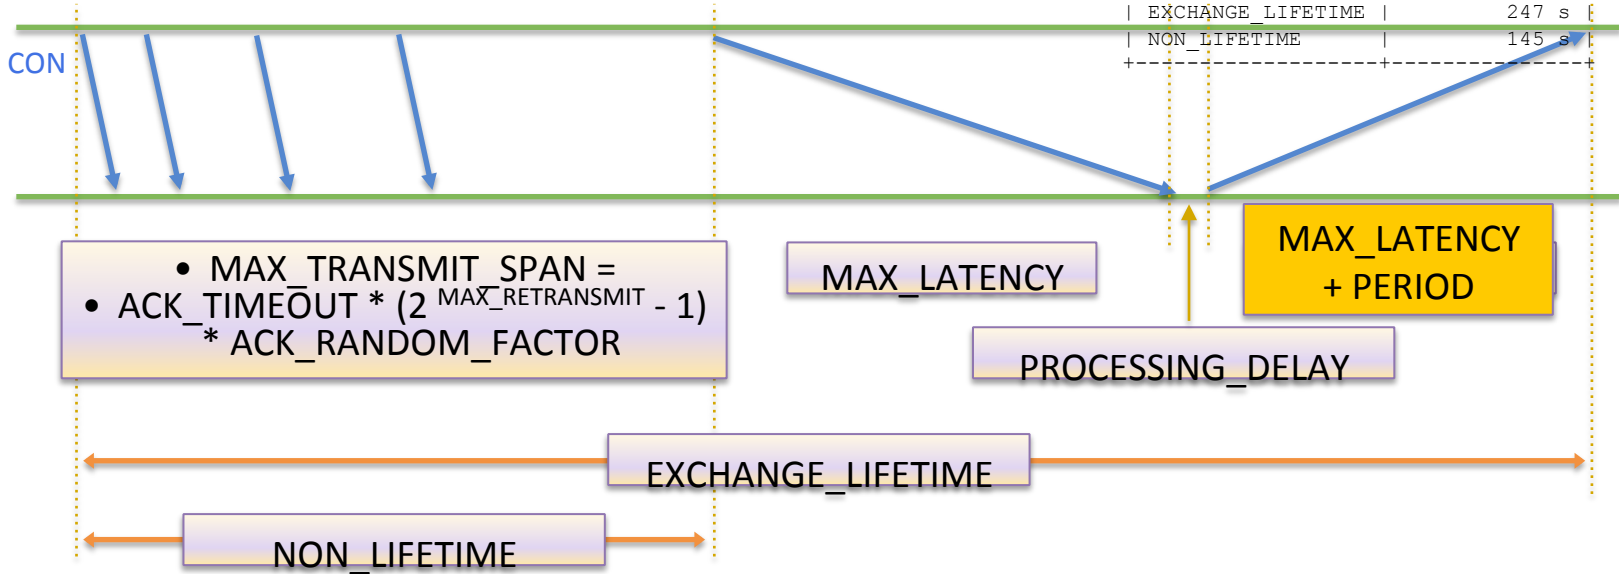 | EXCHANGE_LIFETIME | 247 s |
| NON_LIFETIME | 145 s |
+-------------------+---------------+
CON
• MAX_TRANSMIT_SPAN =
• ACK_TIMEOUT * (2 MAX_RETRANSMIT - 1)
* ACK_RANDOM_FACTOR
MAX_LATENCY
MAX_LATENCY
+ PERIOD
PROCESSING_DELAY
EXCHANGE_LIFETIME
NON_LIFETIME